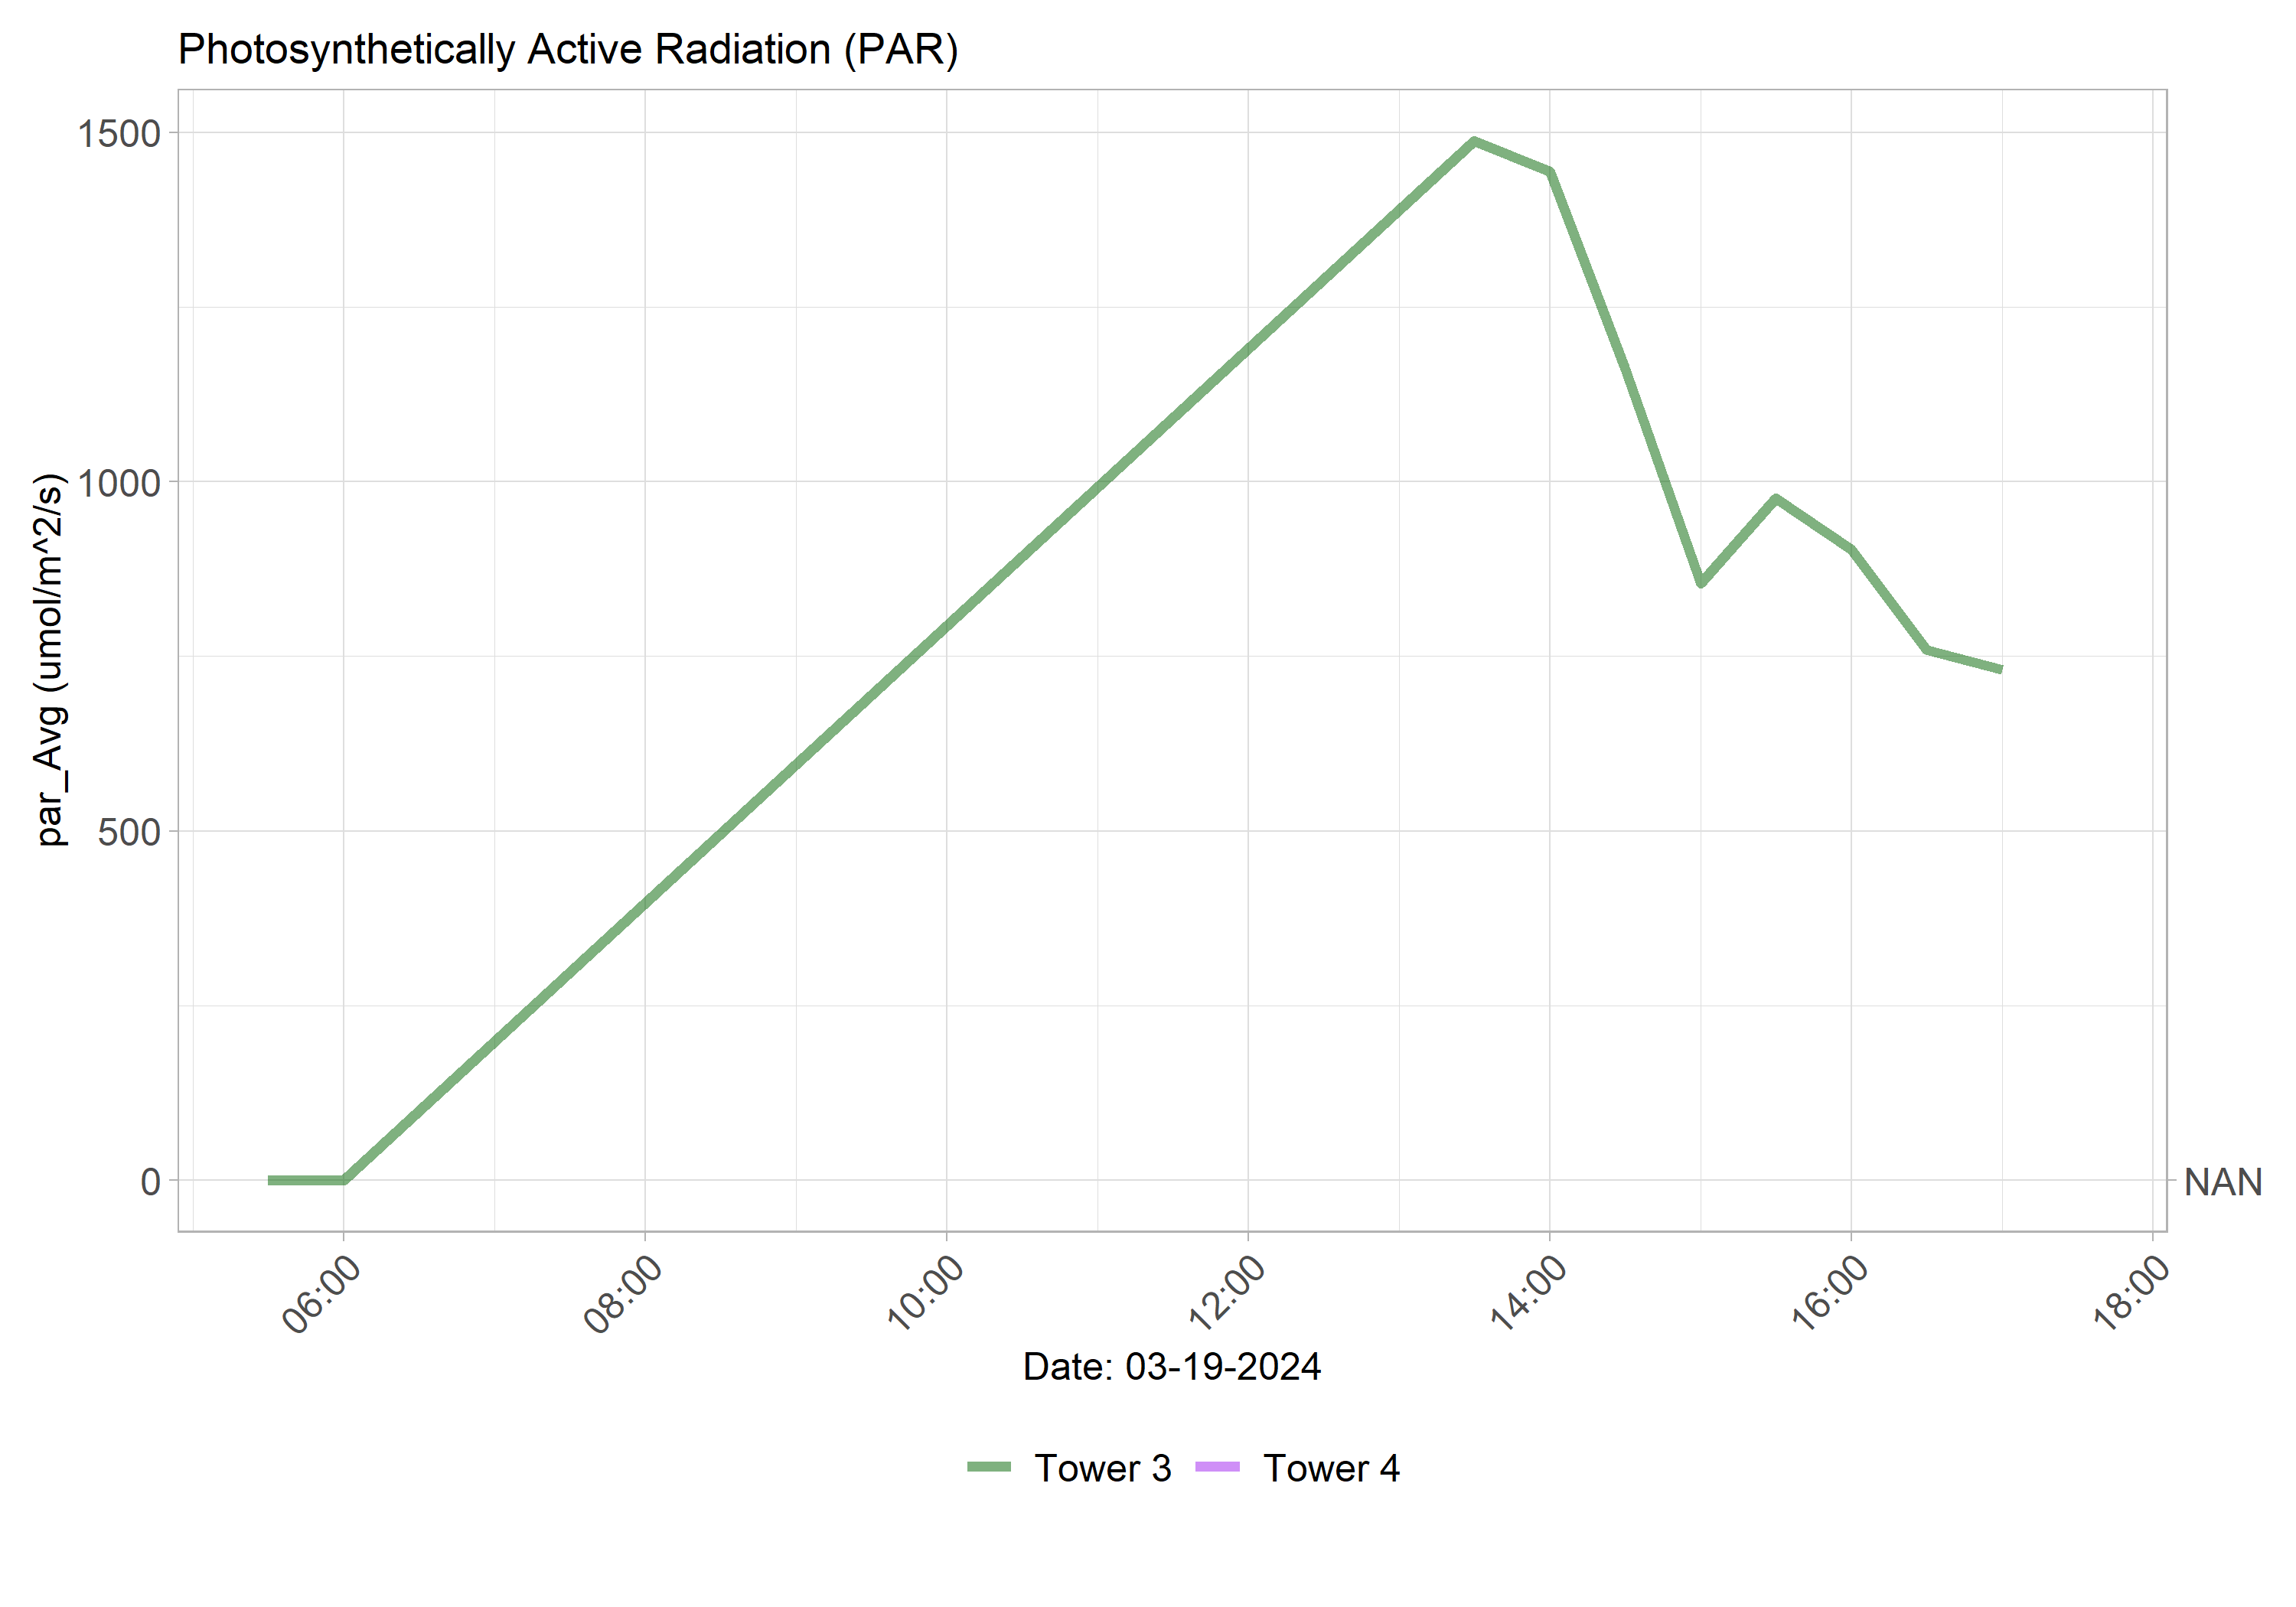 Photosynthetically Active Radiation (PAR)
par_Avg (umol/m^2/s)
1500
1000
500
0
NAN
06:00
08:00
10:00
12:00
14:00
16:00
18:00
Date: 03-19-2024
Tower 3
Tower 4